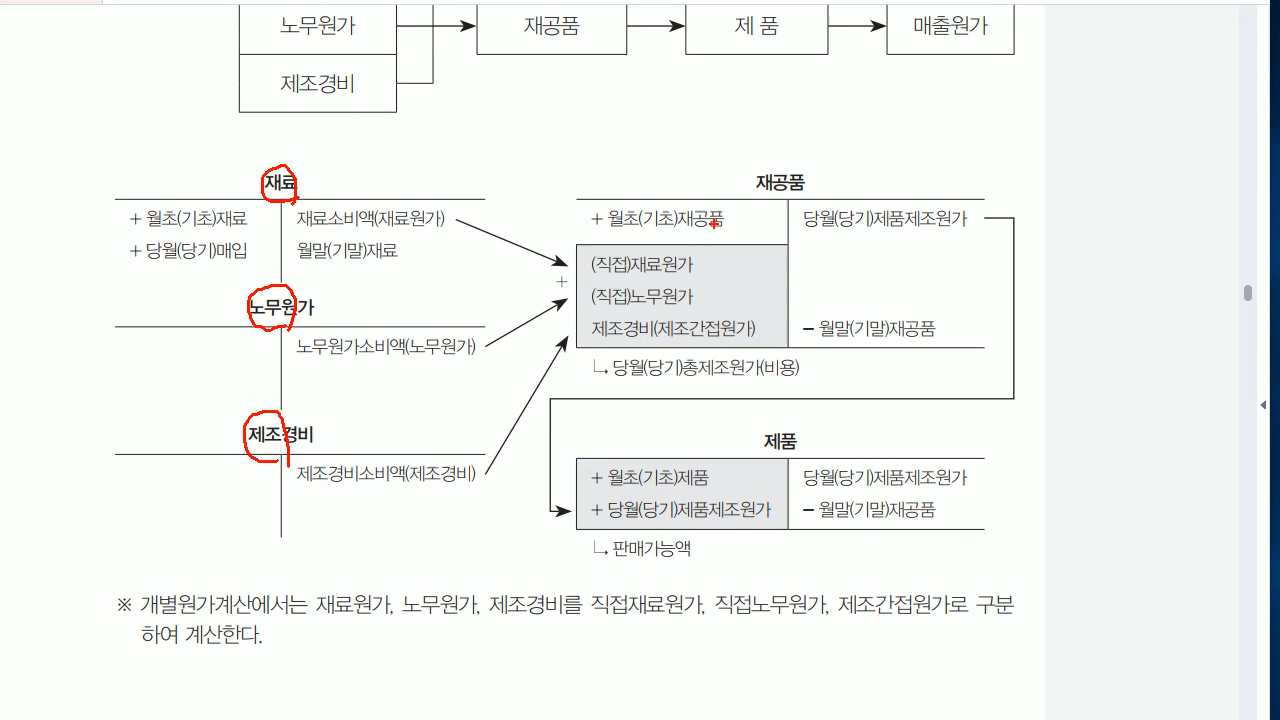 노무원가 재공품 제 품 매출원가
제조경비
재료
+ 월초(기초)재료 재료소비액(재료원가)
+ 당월(당기)매입 월말(기말)재료
노무원가
노무원가소비액(노무원가)
제조경비
제조경비소비액(제조경비)
재공품
+ 월초(기초)재공품 당월(당기)제품제조원가
(직접)재료원가
+
(직접)노무원가
제조경비(제조간접원가) − 월말(기말)재공품
당월(당기)총제조원가(비용)
제품
+ 월초(기초)제품 당월(당기)제품제조원가
+ 당월(당기)제품제조원가 − 월말(기말)재공품
판매가능액
※ 개별원가계산에서는 재료원가, 노무원가, 제조경비를 직접재료원가, 직접노무원가, 제조간접원가로 구분
하여 계산한다.